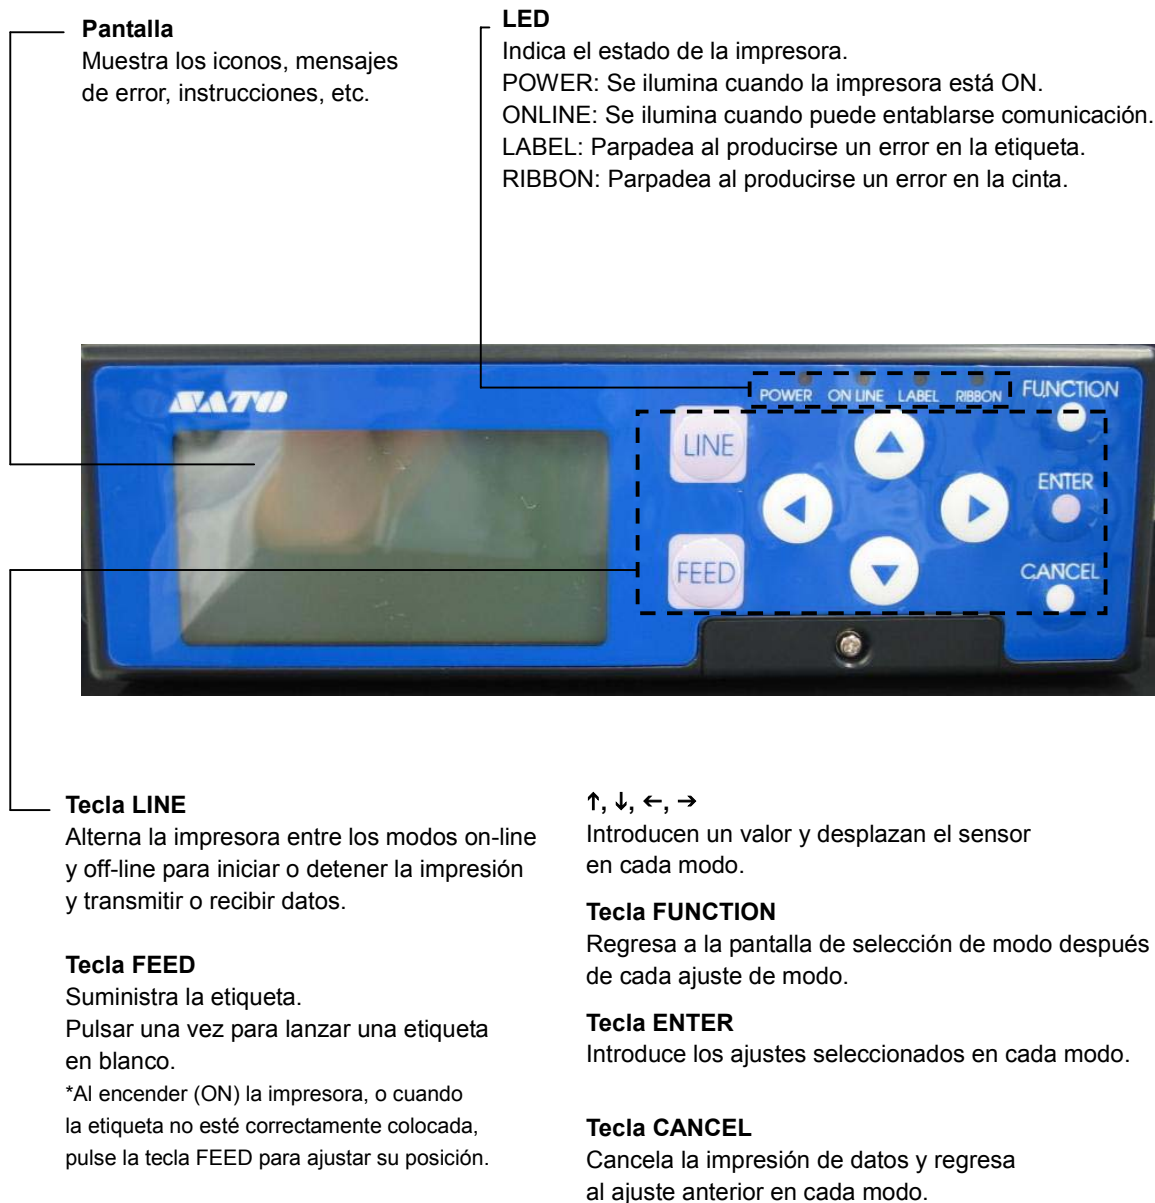 Pantalla
Muestra los iconos, mensajes
de error, instrucciones, etc.
LED
Indica el estado de la impresora.
POWER: Se ilumina cuando la impresora está ON.
ONLINE: Se ilumina cuando puede entablarse comunicación.
LABEL: Parpadea al producirse un error en la etiqueta.
RIBBON: Parpadea al producirse un error en la cinta.
SATO
POWER ON LINE LABEL RIBBON
FUNCTION
LINE
ENTER
FEED
CANCEL
Tecla LINE
Alterna la impresora entre los modos on-line
y off-line para iniciar o detener la impresión
y transmitir o recibir datos.
Tecla FEED
Suministra la etiqueta.
Pulsar una vez para lanzar una etiqueta
en blanco.
*Al encender (ON) la impresora, o cuando
la etiqueta no esté correctamente colocada,
pulse la tecla FEED para ajustar su posición.
↑, ↓, ←, →
Introducen un valor y desplazan el sensor
en cada modo.
Tecla FUNCTION
Regresa a la pantalla de selección de modo después
de cada ajuste de modo.
Tecla ENTER
Introduce los ajustes seleccionados en cada modo.
Tecla CANCEL
Cancela la impresión de datos y regresa
al ajuste anterior en cada modo.